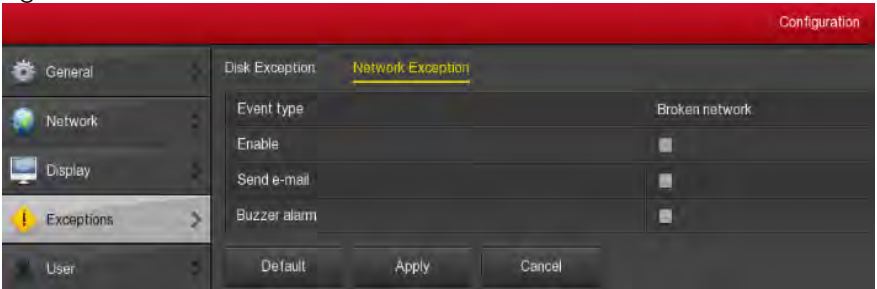 Configuration
General
Network
Display
Exceptions
User
Disk Exception Network Exception
Event type Broken network
Enable
Send e-mail
Buzzer alarm
Default Apply Cancel